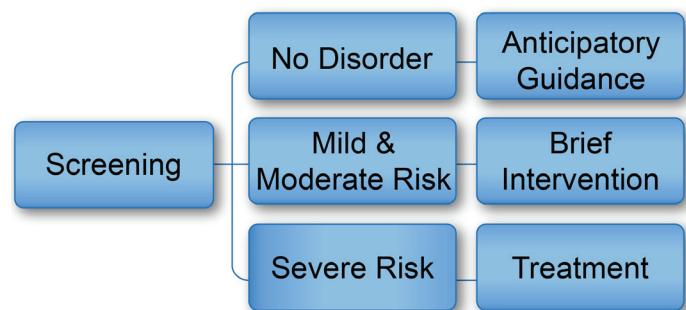 Screening
No Disorder
Anticipatory
Guidance
Mild &
Moderate Risk
Brief
Intervention
Severe Risk
Treatment